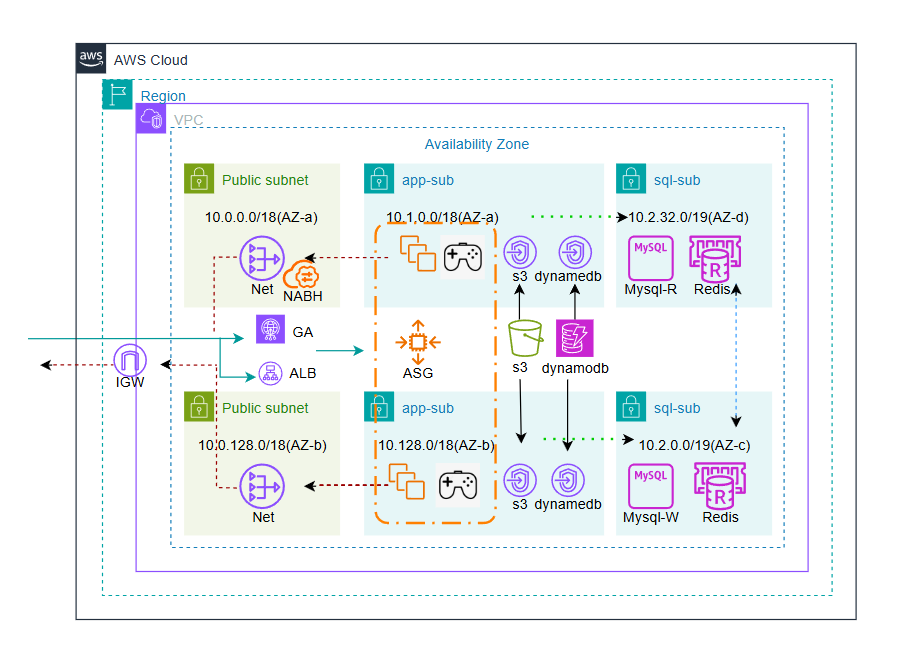 aws
AWS Cloud
Region
VPC
Availability Zone
Public subnet
app-sub
sql-sub
10.0.0.0/18(AZ-a)
10.1.0.0/18(AZ-a)
10.2.32.0/19(AZ-d)
MySQL
R
s3
dynamedb
Net
NABH
Mysql-R
Redis
GA
IGW
ALB
ASG
s3
dynamodb
Public subnet
app-sub
sql-sub
10.0.128.0/18(AZ-b)
10.128.0/18(AZ-b)
10.2.0.0/19(AZ-c)
MySQL
R
s3
dynamedb
Net
Mysql-W
Redis